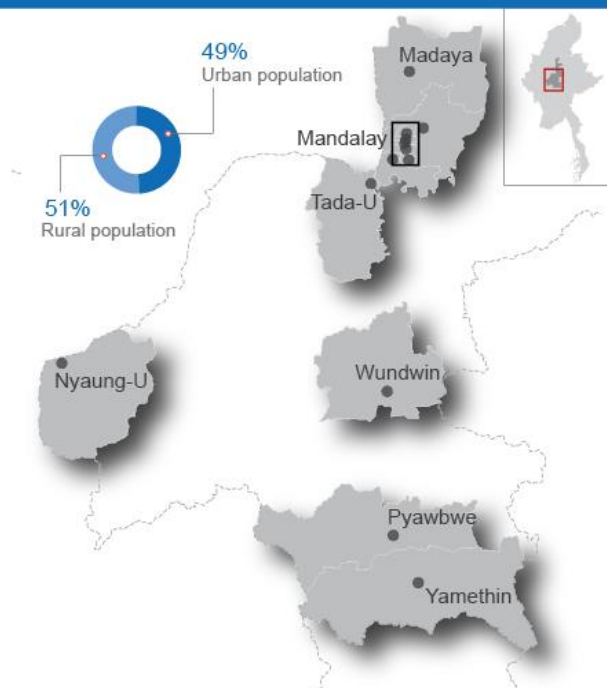 49%
Urban population
51%
Rural population
Madaya
Mandalay
Tada-U
Nyaung-U
Wundwin
Pyawbwe
Yamethin